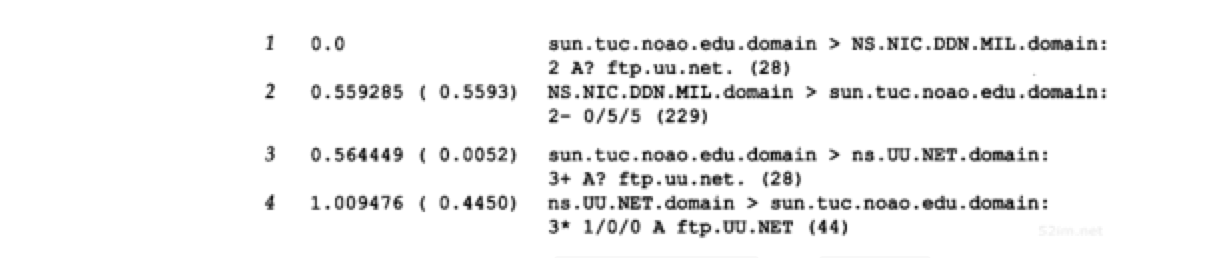 1 0.0 sun.tuc.noao.edu.domain > NS.NIC.DDN.MIL.domain:
2 A? ftp.uu.net. (28)
2 0.559285 ( 0.5593) NS.NIC.DDN.MIL.domain > sun.tuc.noao.edu.domain:
2- 0/5/5 (229)
3 0.564449 ( 0.0052) sun.tuc.noao.edu.domain > ns.UU.NET.domain:
3+ A? ftp.uu.net. (28)
4 1.009476 ( 0.4450) ns.UU.NET.domain > sun.tuc.noao.edu.domain:
3* 1/0/0 A ftp.UU.NET (44)
52im.net